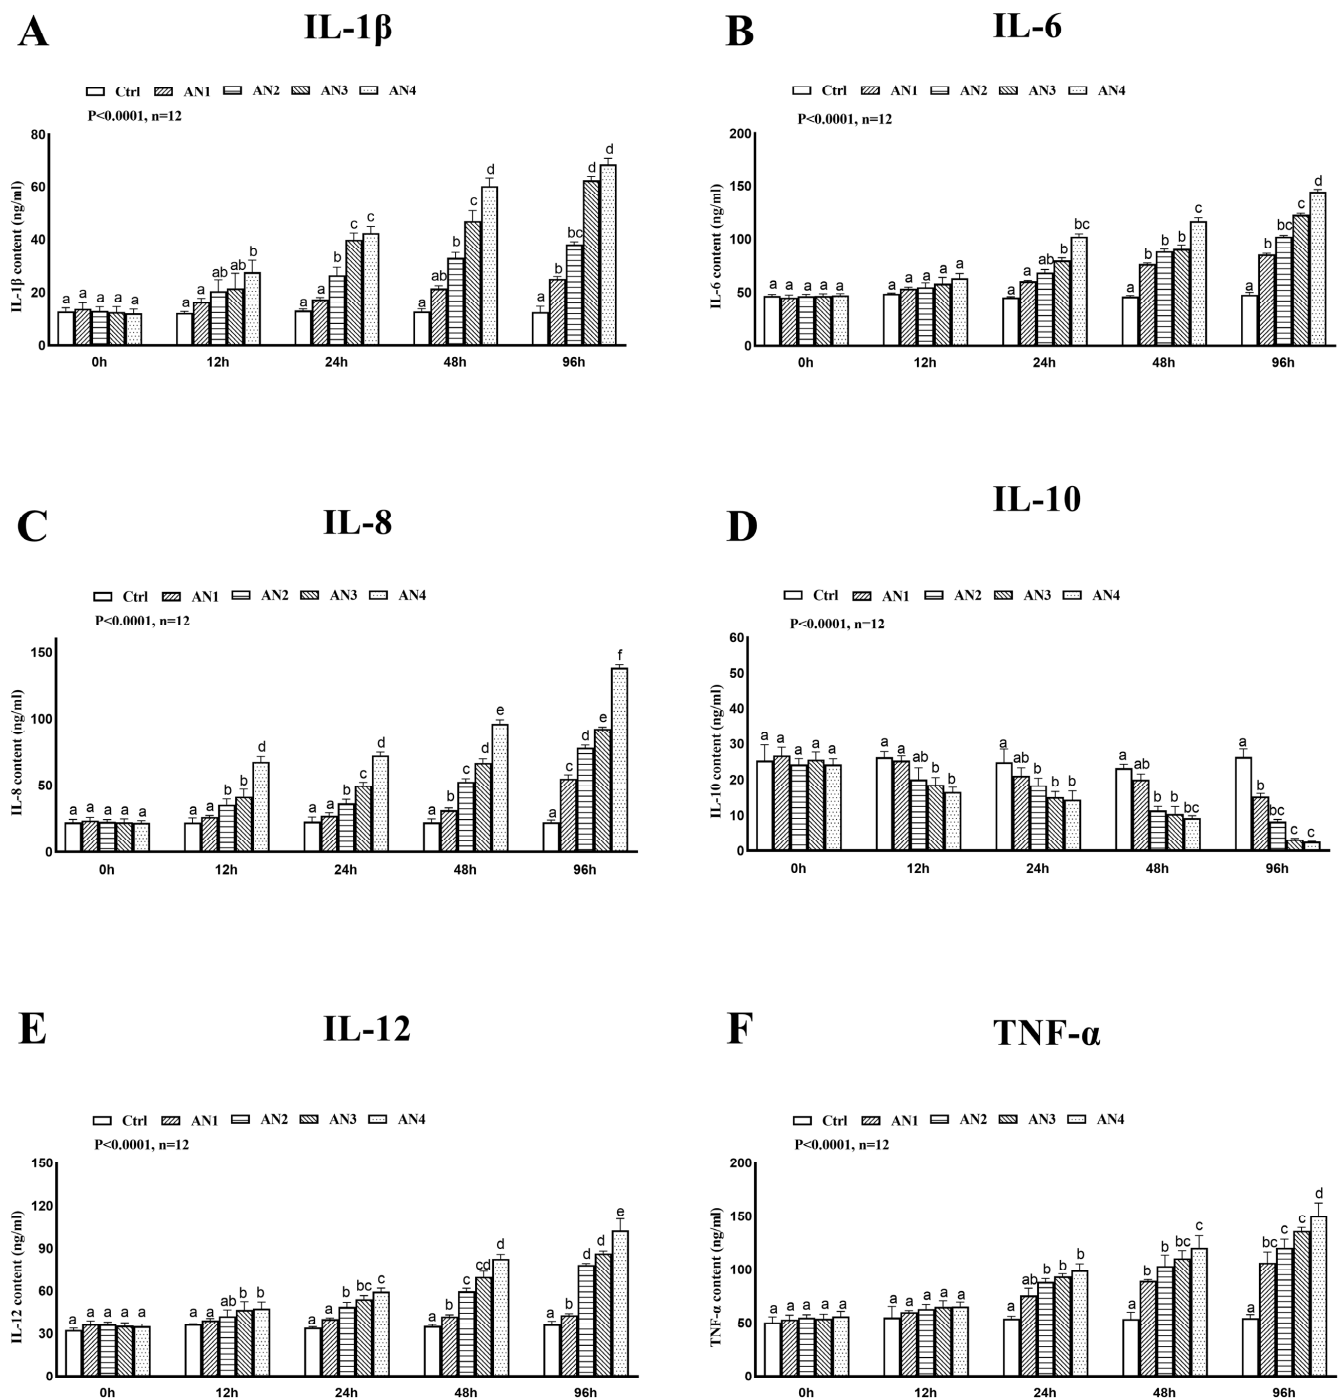 A
IL-1β
Ctrl AN1 AN2 AN3 AN4
P<0.0001, n=12
IL-1β content (ng/ml)
80
60
40
20
0
a a a a a
a a ab ab b
a a b c c
a ab b c d
a b bc d d
0h 12h 24h 48h 96h
B
IL-6
Ctrl AN1 AN2 AN3 AN4
P<0.0001, n=12
IL-6 content (ng/ml)
200
150
100
50
0
a a a a a
a a a a a
a a ab b bc
a b b b c
a b bc c d
0h 12h 24h 48h 96h
C
IL-8
Ctrl AN1 AN2 AN3 AN4
P<0.0001, n=12
IL-8 content (ng/ml)
150
100
50
0
a a a a a
a a b b d
a a b c d
a b c d e
a c d e f
0h 12h 24h 48h 96h
D
IL-10
Ctrl AN1 AN2 AN3 AN4
P<0.0001, n=12
IL-10 content (ng/ml)
60
50
40
30
20
10
0
a a a a a
a a ab b b
a ab b b b
a ab b b bc
a b bc c c
0h 12h 24h 48h 96h
E
IL-12
Ctrl AN1 AN2 AN3 AN4
P<0.0001, n=12
IL-12 content (ng/ml)
150
120
90
60
30
0
a a a a a
a a ab b b
a a b bc c
a b c cd d
a b d d e
0h 12h 24h 48h 96h
F
TNF-α
Ctrl AN1 AN2 AN3 AN4
P<0.0001, n=12
TNF-α content (ng/ml)
200
150
100
50
0
a a a a a
a a a a a
a ab b b b
a b b bc c
a bc c c d
0h 12h 24h 48h 96h